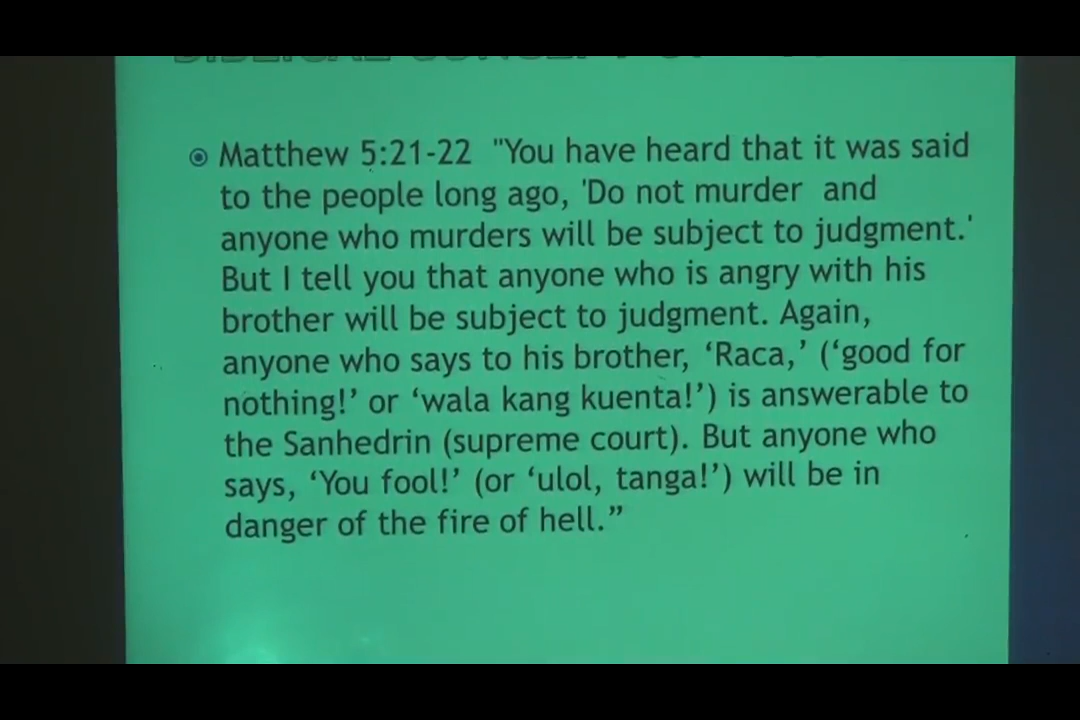 BIBLICAL CONCEPT OF
Matthew 5:21-22 "You have heard that it was said
to the people long ago, 'Do not murder and
anyone who murders will be subject to judgment.'
But I tell you that anyone who is angry with his
brother will be subject to judgment. Again,
anyone who says to his brother, ‘Raca,’ (‘good for
nothing!’ or ‘wala kang kuenta!’) is answerable to
the Sanhedrin (supreme court). But anyone who
says, ‘You fool!’ (or ‘ulol, tanga!’) will be in
danger of the fire of hell.”